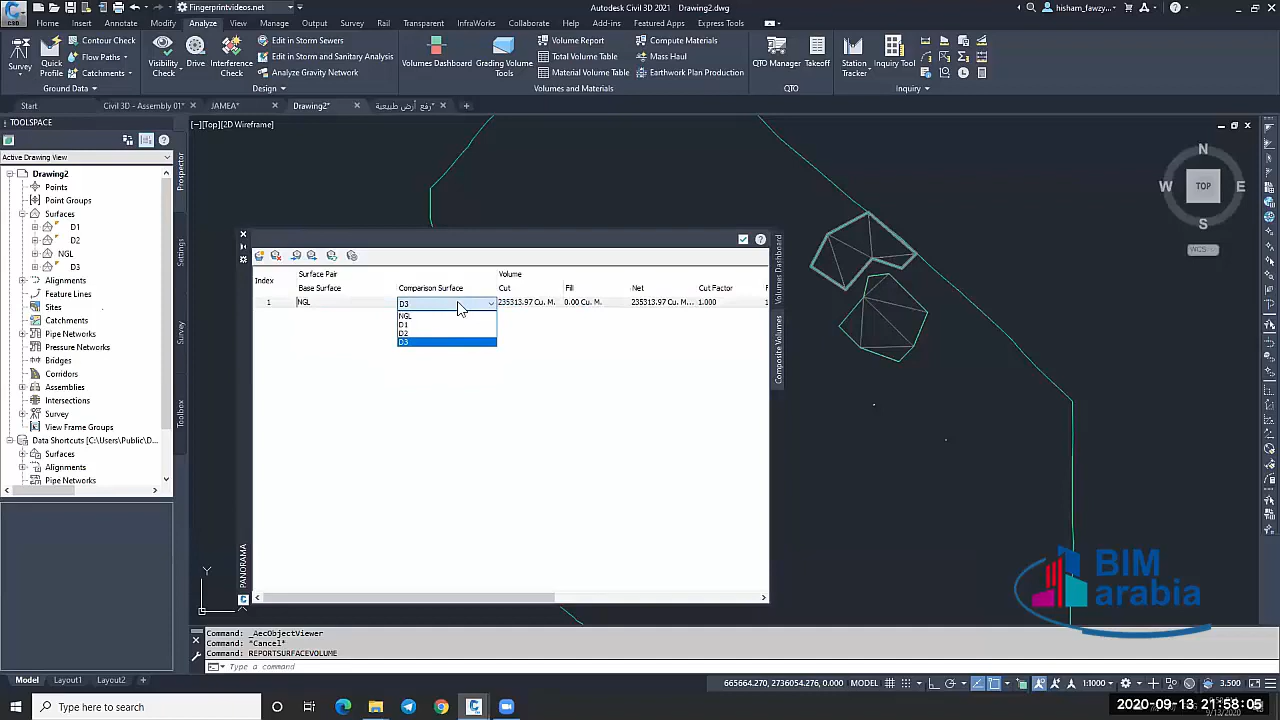 Fingerprintvideos.net
Autodesk Civil 3D 2021 Drawing2.dwg
hisham_fawzy...
C3D
Home Insert Annotate Modify Analyze View Manage Output Survey Rail Transparent InfraWorks Collaborate Help Add-ins Featured Apps Express Tools
Survey
Quick Profile
Contour Check
Flow Paths
Catchments
Visibility Check
Drive
Interference Check
Edit in Storm Sewers
Edit in Storm and Sanitary Analysis
Analyze Gravity Network
Volumes Dashboard
Grading Volume Tools
Volume Report
Total Volume Table
Material Volume Table
Compute Materials
Mass Haul
Earthwork Plan Production
QTO Manager
Takeoff
Station Tracker
Inquiry Tool
Ground Data
Design
Volumes and Materials
QTO
Inquiry
Start
Civil 3D - Assembly 01*
JAMEA*
Drawing2*
رفع أرض طبيعية*
TOOLSPACE
Active Drawing View
Drawing2
Points
Point Groups
Surfaces
D1
D2
NGL
D3
Alignments
Feature Lines
Sites
Catchments
Pipe Networks
Pressure Networks
Bridges
Corridors
Assemblies
Intersections
Survey
View Frame Groups
Data Shortcuts [C:\Users\Public\D...
Surfaces
Alignments
Pipe Networks
Prospector
Settings
Survey
Toolbox
[−][Top][2D Wireframe]
N
W
TOP
E
S
WCS
Index
Surface Pair
Base Surface
Comparison Surface
Volume
Cut
Fill
Net
Cut Factor
F
1
NGL
D3
235313.97 Cu. M.
0.00 Cu. M.
235313.97 Cu. M...
1.000
1
NGL
D1
D2
D3
Volumes Dashboard
Composite Volumes
PANORAMA
Y
BIM
arabia
Command: _AecObjectViewer
Command: *Cancel*
Command: REPORTSURFACEVOLUME
Type a command
Model Layout1 Layout2
665664.270, 2736054.276, 0.000
MODEL
1:1000
3.500
Type here to search
2020-09-13 21:58:05